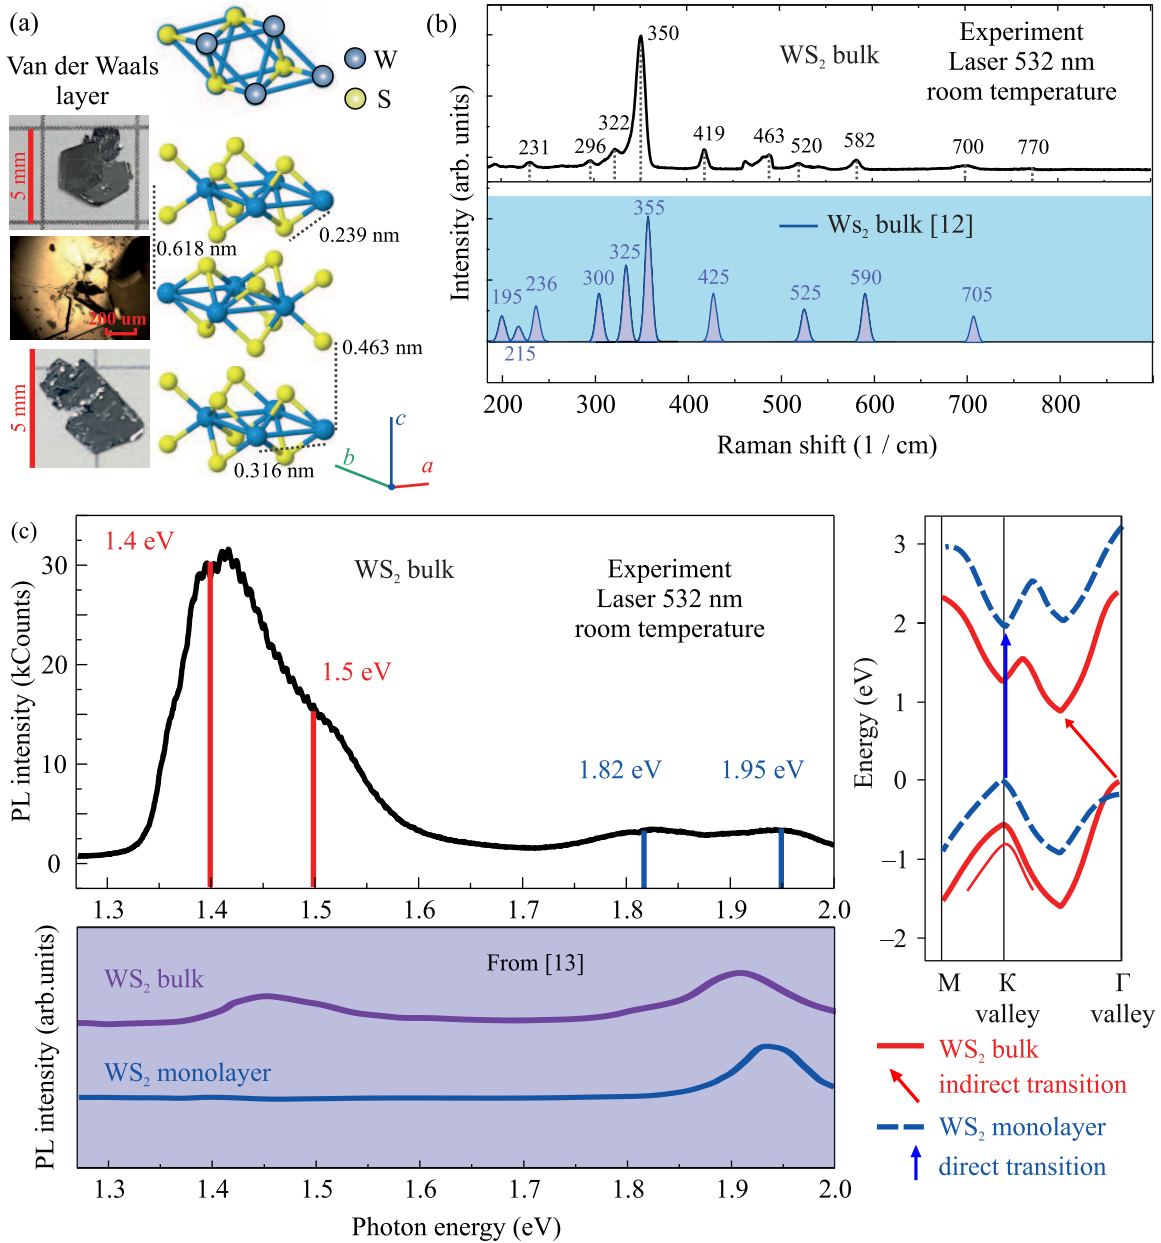 (a)
Van der Waals
layer
W
S
5 mm
200 um
5 mm
0.618 nm
0.239 nm
0.463 nm
0.316 nm
c
b
a
(b)
Intensity (arb. units)
WS₂ bulk
Experiment
Laser 532 nm
room temperature
231
296
322
350
419
463
520
582
700
770
Ws₂ bulk [12]
195
215
236
300
325
355
425
525
590
705
200
300
400
500
600
700
800
Raman shift (1 / cm)
(c)
PL intensity (kCounts)
30
20
10
0
1.4 eV
1.5 eV
WS₂ bulk
Experiment
Laser 532 nm
room temperature
1.82 eV
1.95 eV
1.3
1.4
1.5
1.6
1.7
1.8
1.9
2.0
PL intensity (arb.units)
From [13]
WS₂ bulk
WS₂ monolayer
1.3
1.4
1.5
1.6
1.7
1.8
1.9
2.0
Photon energy (eV)
Energy (eV)
3
2
1
0
−1
−2
M
K
valley
Γ
valley
WS₂ bulk
indirect transition
WS₂ monolayer
direct transition